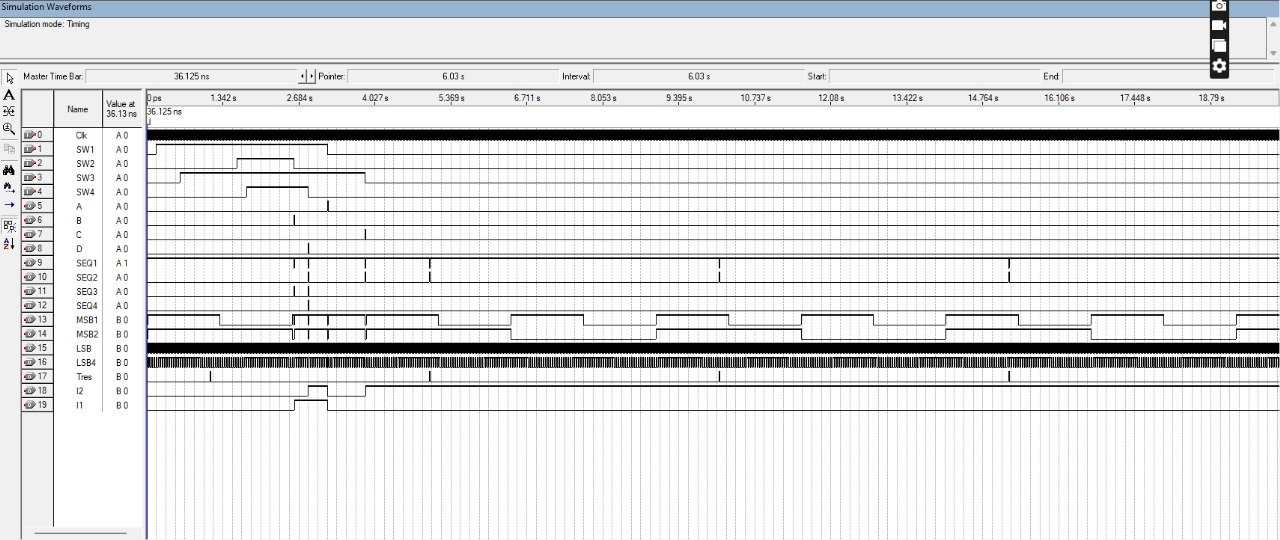 Simulation Waveforms
Simulation mode: Timing
Master Time Bar: 36.125 ns Pointer: 6.03 s Interval: 6.03 s Start: End:
Name Value at 36.13 ns
0 ps 1.342 s 2.684 s 4.027 s 5.369 s 6.711 s 8.053 s 9.395 s 10.737 s 12.08 s 13.422 s 14.764 s 16.106 s 17.448 s 18.79 s
36.125 ns
0 Clk A 0
1 SW1 A 0
2 SW2 A 0
3 SW3 A 0
4 SW4 A 0
5 A A 0
6 B A 0
7 C A 0
8 D A 0
9 SEQ1 A 1
10 SEQ2 A 0
11 SEQ3 A 0
12 SEQ4 A 0
13 MSB1 B 0
14 MSB2 B 0
15 LSB B 0
16 LSB4 B 0
17 Tres B 0
18 I2 B 0
19 I1 B 0